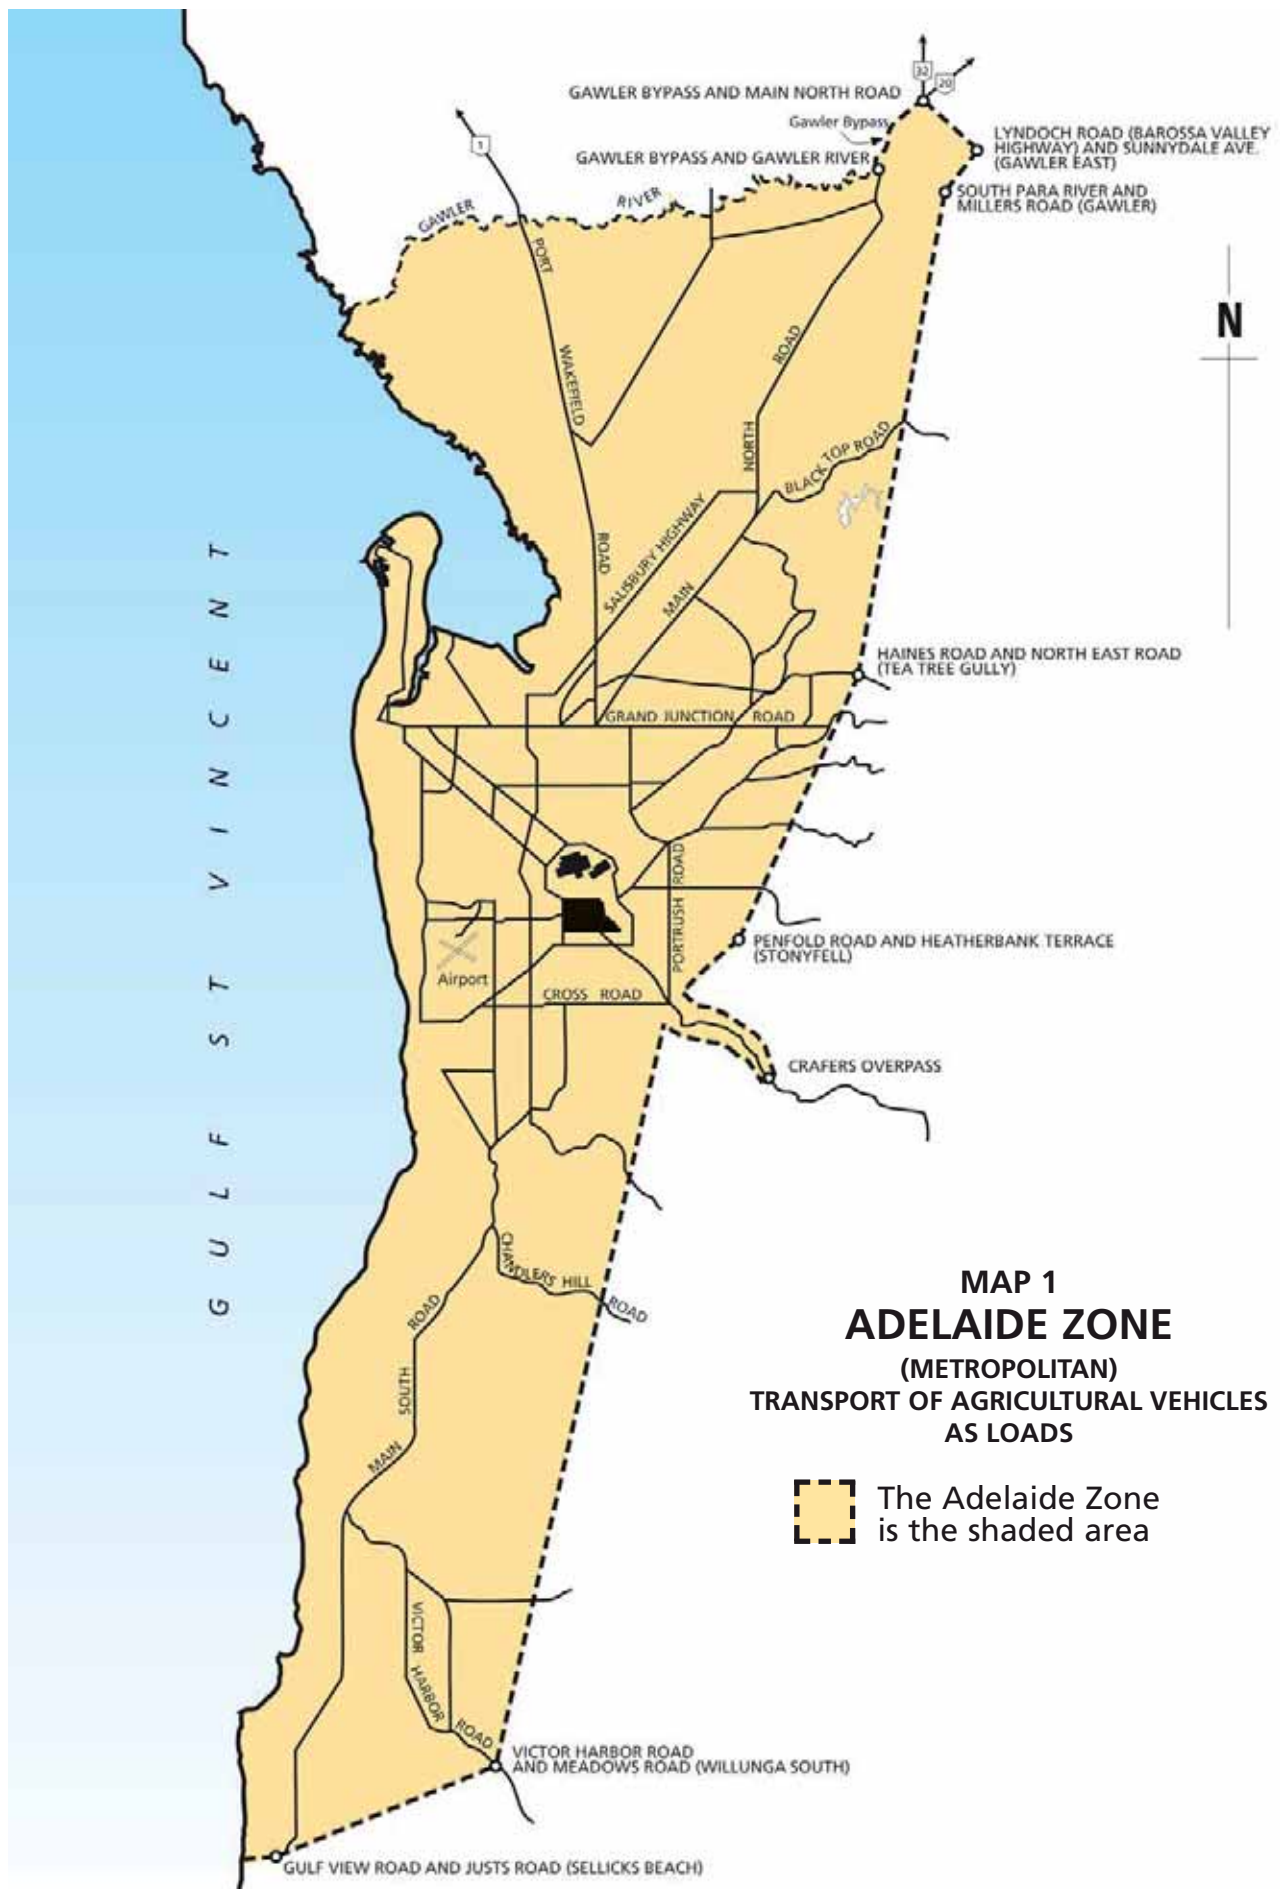 32
20
GAWLER BYPASS AND MAIN NORTH ROAD
Gawler Bypass
LYNDOCH ROAD (BAROSSA VALLEY
HIGHWAY) AND SUNNYDALE AVE.
(GAWLER EAST)
1
GAWLER BYPASS AND GAWLER RIVER
SOUTH PARA RIVER AND
MILLERS ROAD (GAWLER)
GAWLER RIVER
N
PORT WAKEFIELD ROAD
MAIN NORTH ROAD
BLACK TOP ROAD
SALISBURY HIGHWAY
GULF ST VINCENT
HAINES ROAD AND NORTH EAST ROAD
(TEA TREE GULLY)
GRAND JUNCTION ROAD
PORTRUSH ROAD
PENFOLD ROAD AND HEATHERBANK TERRACE
(STONYFELL)
Airport
CROSS ROAD
CRAFERS OVERPASS
CHANDLERS HILL ROAD
MAIN SOUTH ROAD
MAP 1
ADELAIDE ZONE
(METROPOLITAN)
TRANSPORT OF AGRICULTURAL VEHICLES
AS LOADS
The Adelaide Zone
is the shaded area
VICTOR HARBOR ROAD
VICTOR HARBOR ROAD
AND MEADOWS ROAD (WILLUNGA SOUTH)
GULF VIEW ROAD AND JUSTS ROAD (SELLICKS BEACH)